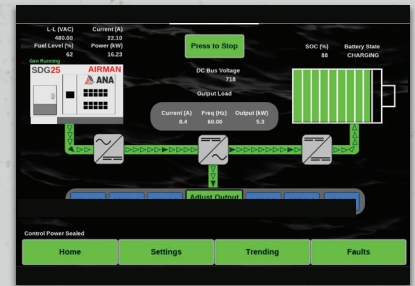 L-L (VAC) Current (A)
480.00 22.10
Fuel Level (%) Power (kW)
62 16.23
Gen Running
SDG25 AIRMAN
ANA
Press to Stop
DC Bus Voltage
718
Output Load
Current (A) Freq (Hz) Output (kW)
8.4 60.00 5.3
SOC (%) Battery State
88 CHARGING
Adjust Output
Control Power Sealed
Home Settings Trending Faults